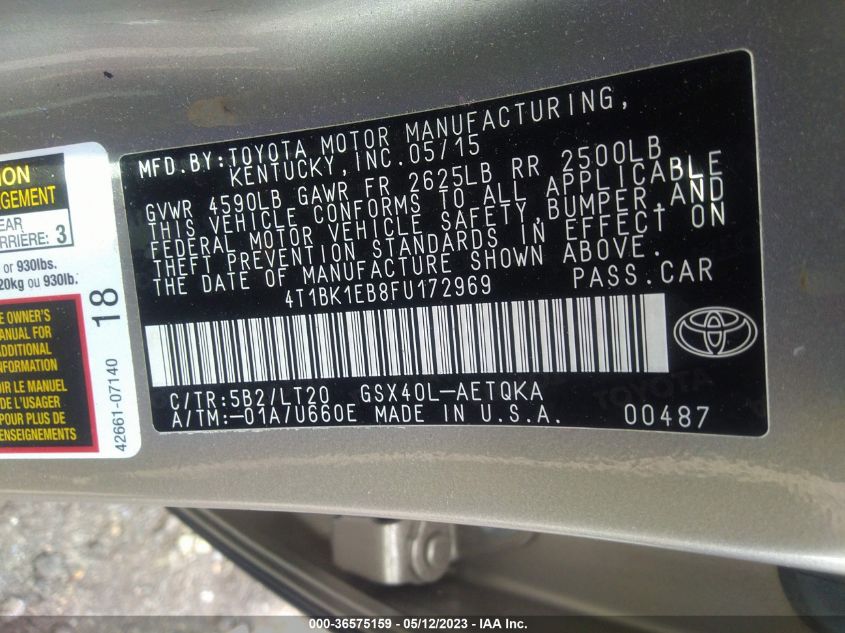 MFD.BY:TOYOTA MOTOR MANUFACTURING,
KENTUCKY,INC.05/15
GVWR 4590LB GAWR FR 2625LB RR 2500LB
THIS VEHICLE CONFORMS TO ALL APPLICABLE
FEDERAL MOTOR VEHICLE SAFETY,BUMPER,AND
THEFT PREVENTION STANDARDS IN EFFECT ON
THE DATE OF MANUFACTURE SHOWN ABOVE.
4T1BK1EB8FU172969 PASS.CAR
C/TR:5B2/LT20 GSX40L-AETQKA
A/TM:-01A/U660E MADE IN U.S.A. 00487
TOYOTA
GEMENT
3
or 930lbs.
ou 930lb.
E OWNER'S
MANUAL FOR
ADDITIONAL
INFORMATION
LE MANUEL
DE L'USAGER
POUR PLUS DE
18
42661-07140
000-36575159 - 05/12/2023 - IAA Inc.